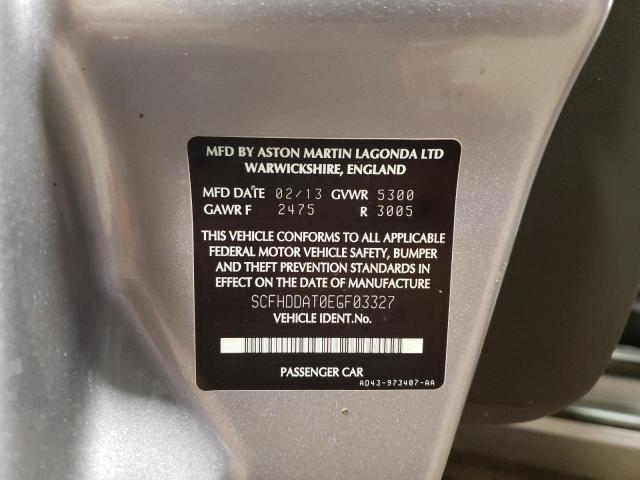 MFD BY ASTON MARTIN LAGONDA LTD
WARWICKSHIRE, ENGLAND
MFD DATE 02/13 GVWR 5300
GAWR F 2475 R 3005
THIS VEHICLE CONFORMS TO ALL APPLICABLE
FEDERAL MOTOR VEHICLE SAFETY, BUMPER
AND THEFT PREVENTION STANDARDS IN
EFFECT ON THE DATE OF MANUFACTURE
SCFHDDAT0EGF03327
VEHICLE IDENT.No.
PASSENGER CAR
AD43-973407-AA